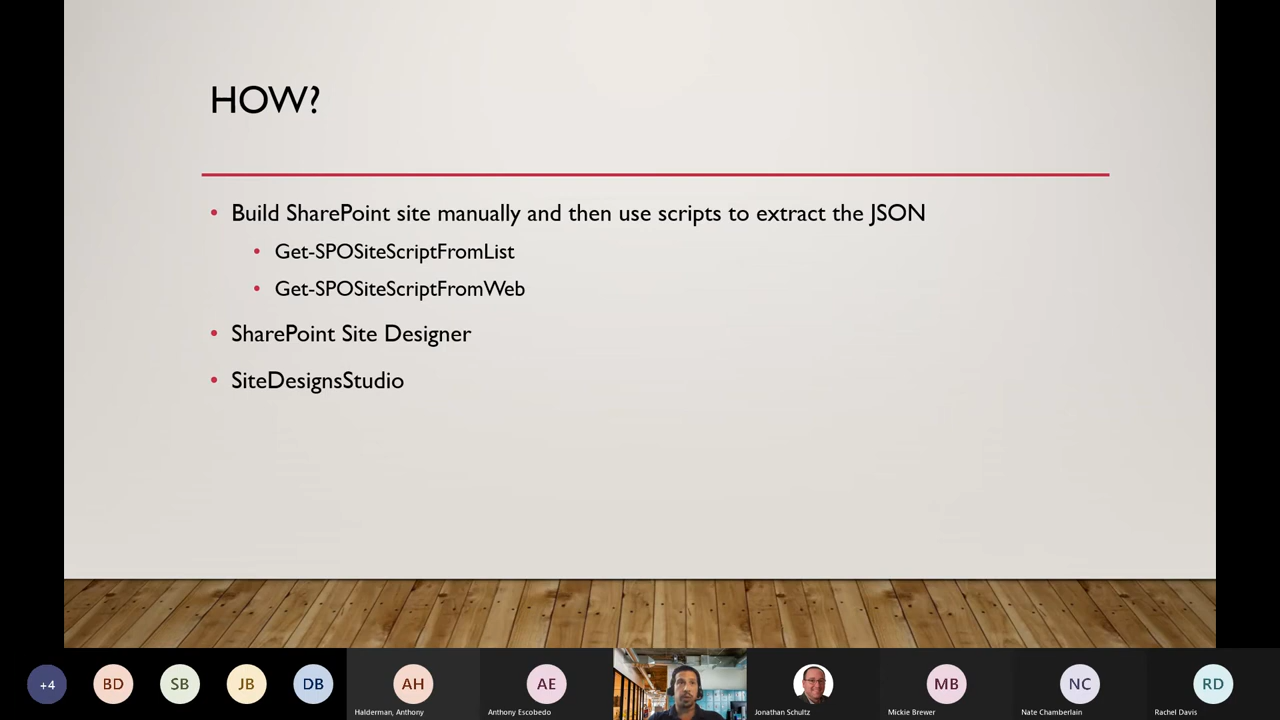 HOW?
• Build SharePoint site manually and then use scripts to extract the JSON
• Get-SPOSiteScriptFromList
• Get-SPOSiteScriptFromWeb
• SharePoint Site Designer
• SiteDesignsStudio
+4
BD
SB
JB
DB
AH
AE
MB
NC
RD
Halderman, Anthony
Anthony Escobedo
Jonathan Schultz
Mickie Brewer
Nate Chamberlain
Rachel Davis